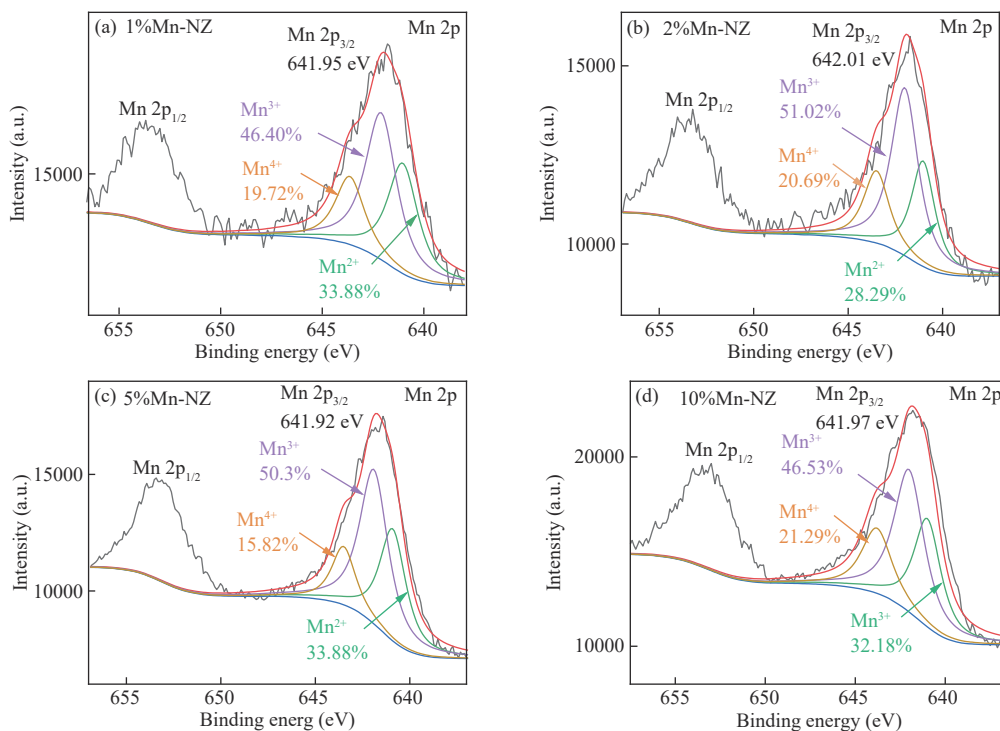 (a) 1%Mn-NZ
Mn 2p
Mn 2p3/2
641.95 eV
Mn 2p1/2
Mn3+
46.40%
Mn4+
19.72%
Mn2+
33.88%
15000
Intensity (a.u.)
655 650 645 640
Binding energy (eV)
(b) 2%Mn-NZ
Mn 2p
Mn 2p3/2
642.01 eV
Mn 2p1/2
Mn3+
51.02%
Mn4+
20.69%
Mn2+
28.29%
15000
10000
Intensity (a.u.)
655 650 645 640
Binding energy (eV)
(c) 5%Mn-NZ
Mn 2p
Mn 2p3/2
641.92 eV
Mn 2p1/2
Mn3+
50.3%
Mn4+
15.82%
Mn2+
33.88%
15000
10000
Intensity (a.u.)
655 650 645 640
Binding energ (eV)
(d) 10%Mn-NZ
Mn 2p
Mn 2p3/2
641.97 eV
Mn 2p1/2
Mn3+
46.53%
Mn4+
21.29%
Mn3+
32.18%
20000
10000
Intensity (a.u.)
655 650 645 640
Binding energy (eV)